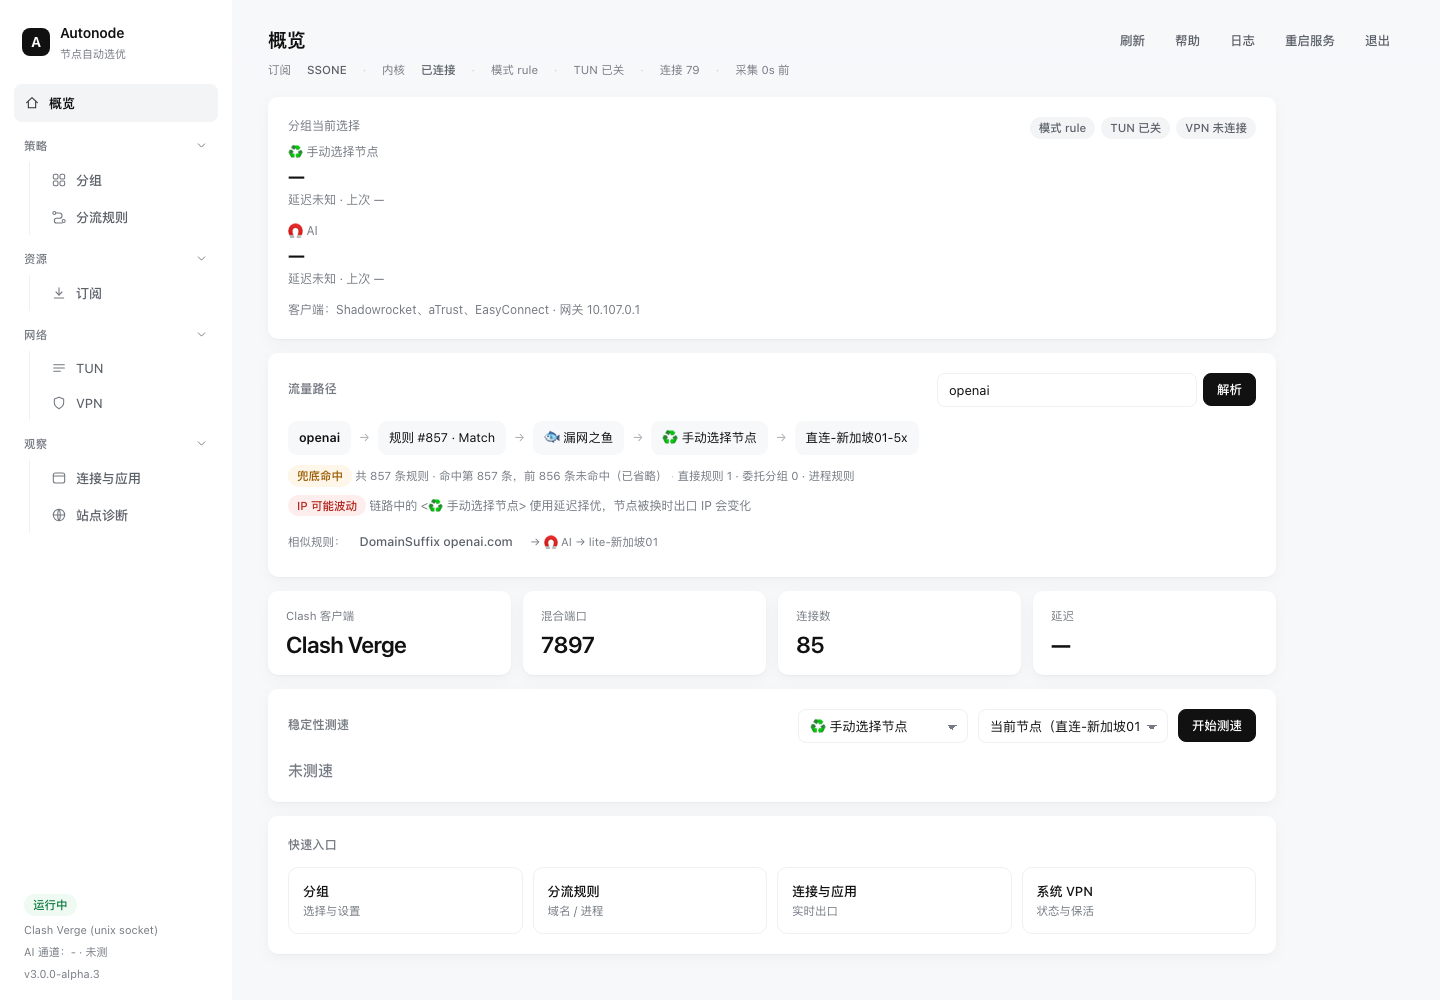 A
Autonode
节点自动选优
概览
策略
分组
分流规则
资源
订阅
网络
TUN
VPN
观察
连接与应用
站点诊断
运行中
Clash Verge (unix socket)
AI 通道：- · 未测
v3.0.0-alpha.3
概览
刷新 帮助 日志 重启服务 退出
订阅 SSONE · 内核 已连接 · 模式 rule · TUN 已关 · 连接 79 · 采集 0s 前
分组当前选择
模式 rule TUN 已关 VPN 未连接
♻️ 手动选择节点
—
延迟未知 · 上次 —
🧲 AI
—
延迟未知 · 上次 —
客户端：Shadowrocket、aTrust、EasyConnect · 网关 10.107.0.1
流量路径
openai 解析
openai → 规则 #857 · Match → 🐟 漏网之鱼 → ♻️ 手动选择节点 → 直连-新加坡01-5x
兜底命中 共 857 条规则 · 命中第 857 条，前 856 条未命中（已省略） · 直接规则 1 · 委托分组 0 · 进程规则
IP 可能波动 链路中的 <♻️ 手动选择节点> 使用延迟择优，节点被换时出口 IP 会变化
相似规则： DomainSuffix openai.com → 🧲 AI → lite-新加坡01
Clash 客户端
Clash Verge
混合端口
7897
连接数
85
延迟
—
稳定性测速
♻️ 手动选择节点 当前节点（直连-新加坡01 开始测速
未测速
快速入口
分组
选择与设置
分流规则
域名 / 进程
连接与应用
实时出口
系统 VPN
状态与保活